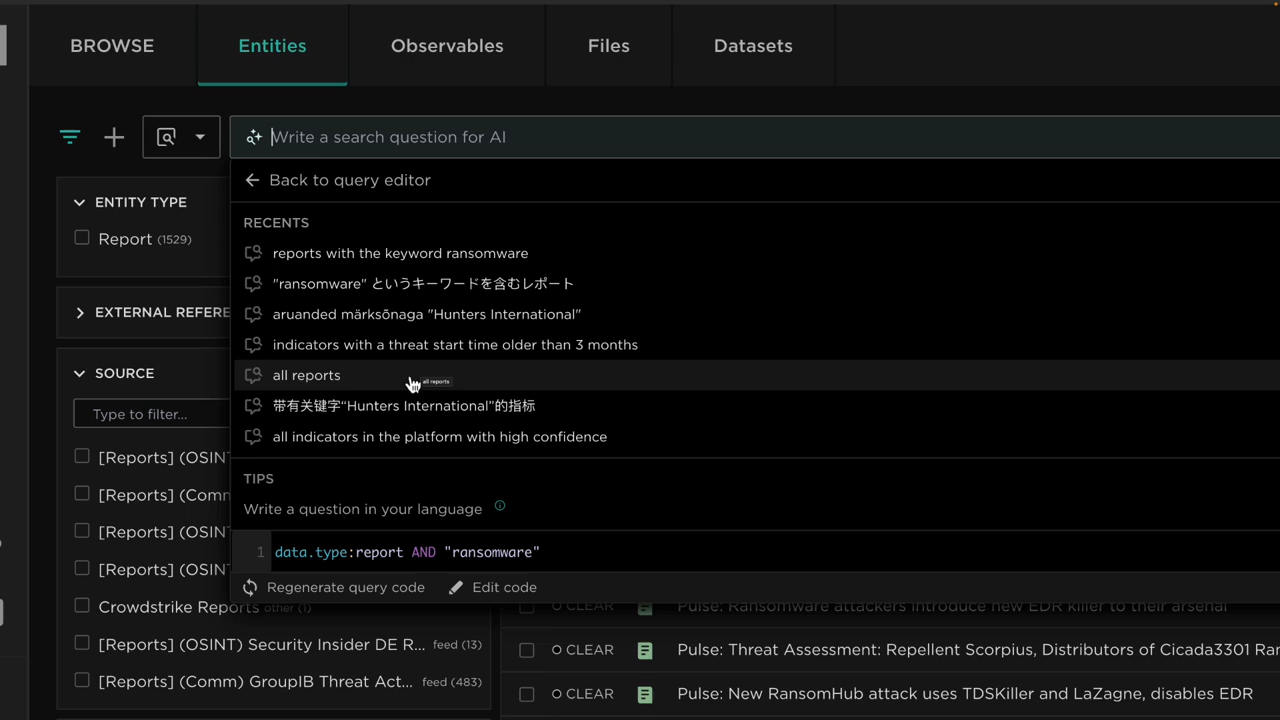 BROWSE
Entities
Observables
Files
Datasets
Write a search question for AI
Back to query editor
ENTITY TYPE
Report (1529)
EXTERNAL REFERE
SOURCE
Type to filter...
[Reports] (OSINT
[Reports] (Comm
[Reports] (OSINT
[Reports] (OSINT
Crowdstrike Reports other (1)
[Reports] (OSINT) Security Insider DE R... feed (13)
[Reports] (Comm) GroupIB Threat Act... feed (483)
RECENTS
reports with the keyword ransomware
"ransomware" というキーワードを含むレポート
aruanded märksõnaga "Hunters International"
indicators with a threat start time older than 3 months
all reports
all reports
带有关键字“Hunters International”的指标
all indicators in the platform with high confidence
TIPS
Write a question in your language
1 data.type:report AND "ransomware"
Regenerate query code
Edit code
CLEAR Pulse: Ransomware attackers introduce new EDR killer to their arsenal
CLEAR Pulse: Threat Assessment: Repellent Scorpius, Distributors of Cicada3301 Ran
CLEAR Pulse: New RansomHub attack uses TDSKiller and LaZagne, disables EDR